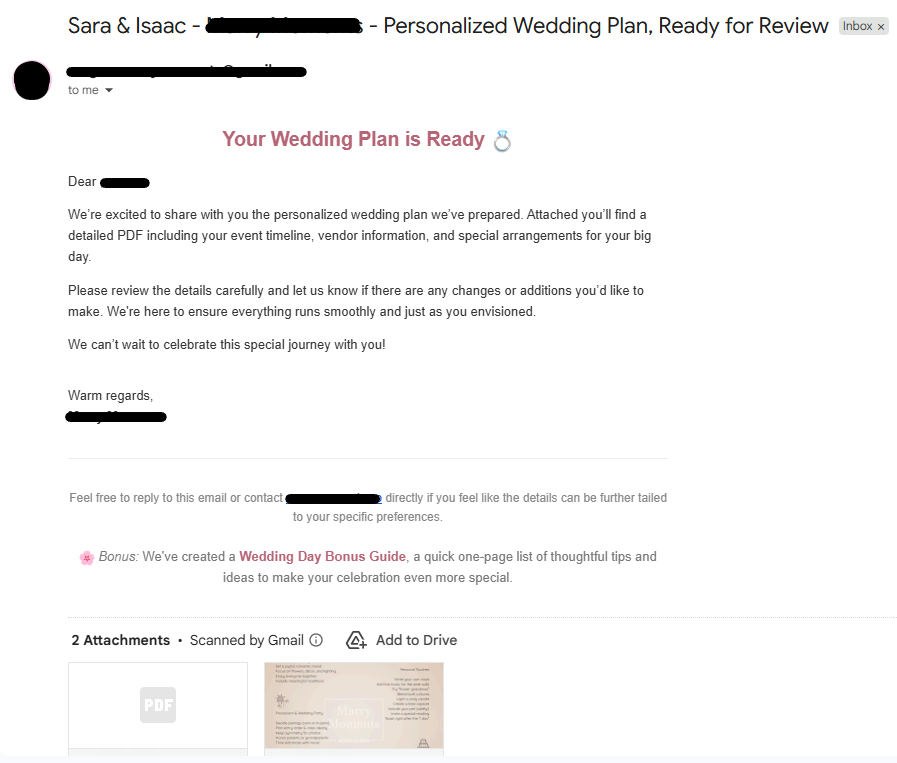 Sara & Isaac - - Personalized Wedding Plan, Ready for Review Inbox ×
to me
Your Wedding Plan is Ready
Dear
We're excited to share with you the personalized wedding plan we've prepared. Attached you'll find a
detailed PDF including your event timeline, vendor information, and special arrangements for your big
day.
Please review the details carefully and let us know if there are any changes or additions you'd like to
make. We're here to ensure everything runs smoothly and just as you envisioned.
We can't wait to celebrate this special journey with you!
Warm regards,
Feel free to reply to this email or contact directly if you feel like the details can be further tailed
to your specific preferences.
Bonus: We've created a Wedding Day Bonus Guide, a quick one-page list of thoughtful tips and
ideas to make your celebration even more special.
2 Attachments • Scanned by Gmail
Add to Drive
PDF
Marry
Moments